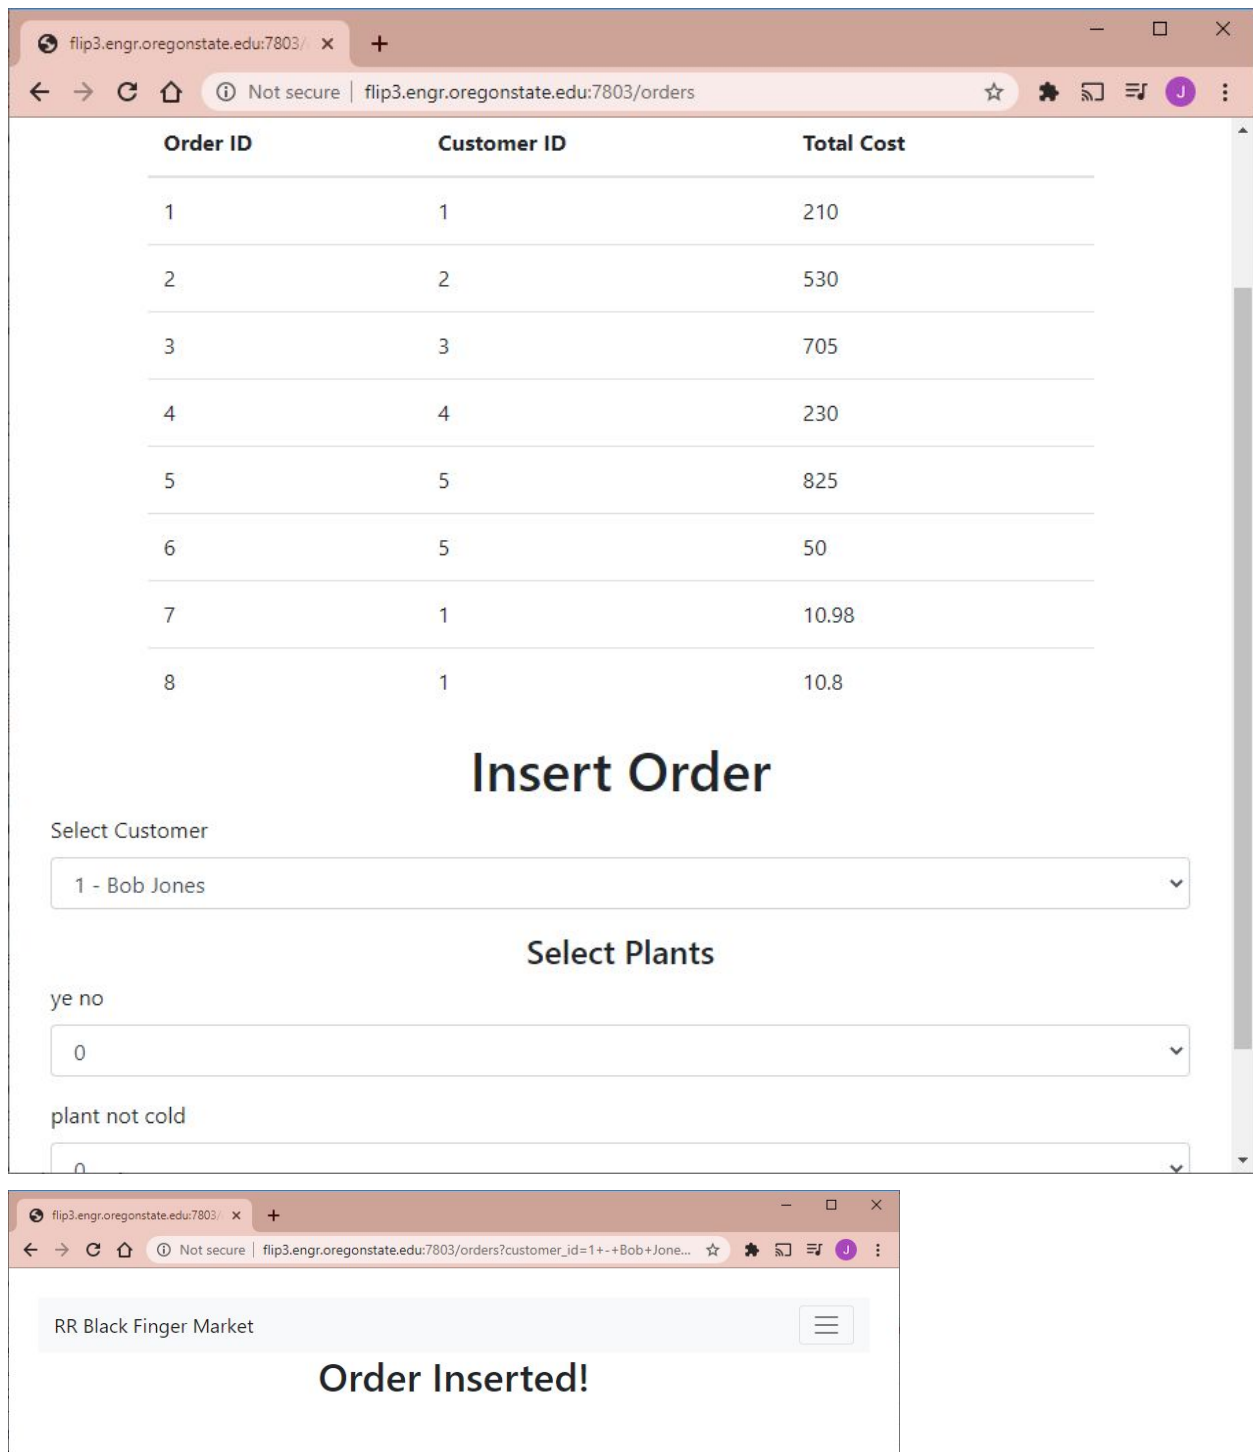 flip3.engr.oregonstate.edu:7803/
Not secure | flip3.engr.oregonstate.edu:7803/orders
J
Order ID Customer ID Total Cost
1 1 210
2 2 530
3 3 705
4 4 230
5 5 825
6 5 50
7 1 10.98
8 1 10.8
Insert Order
Select Customer
1 - Bob Jones
Select Plants
ye no
0
plant not cold
0
flip3.engr.oregonstate.edu:7803/
Not secure | flip3.engr.oregonstate.edu:7803/orders?customer_id=1+-+Bob+Jone...
J
RR Black Finger Market
Order Inserted!